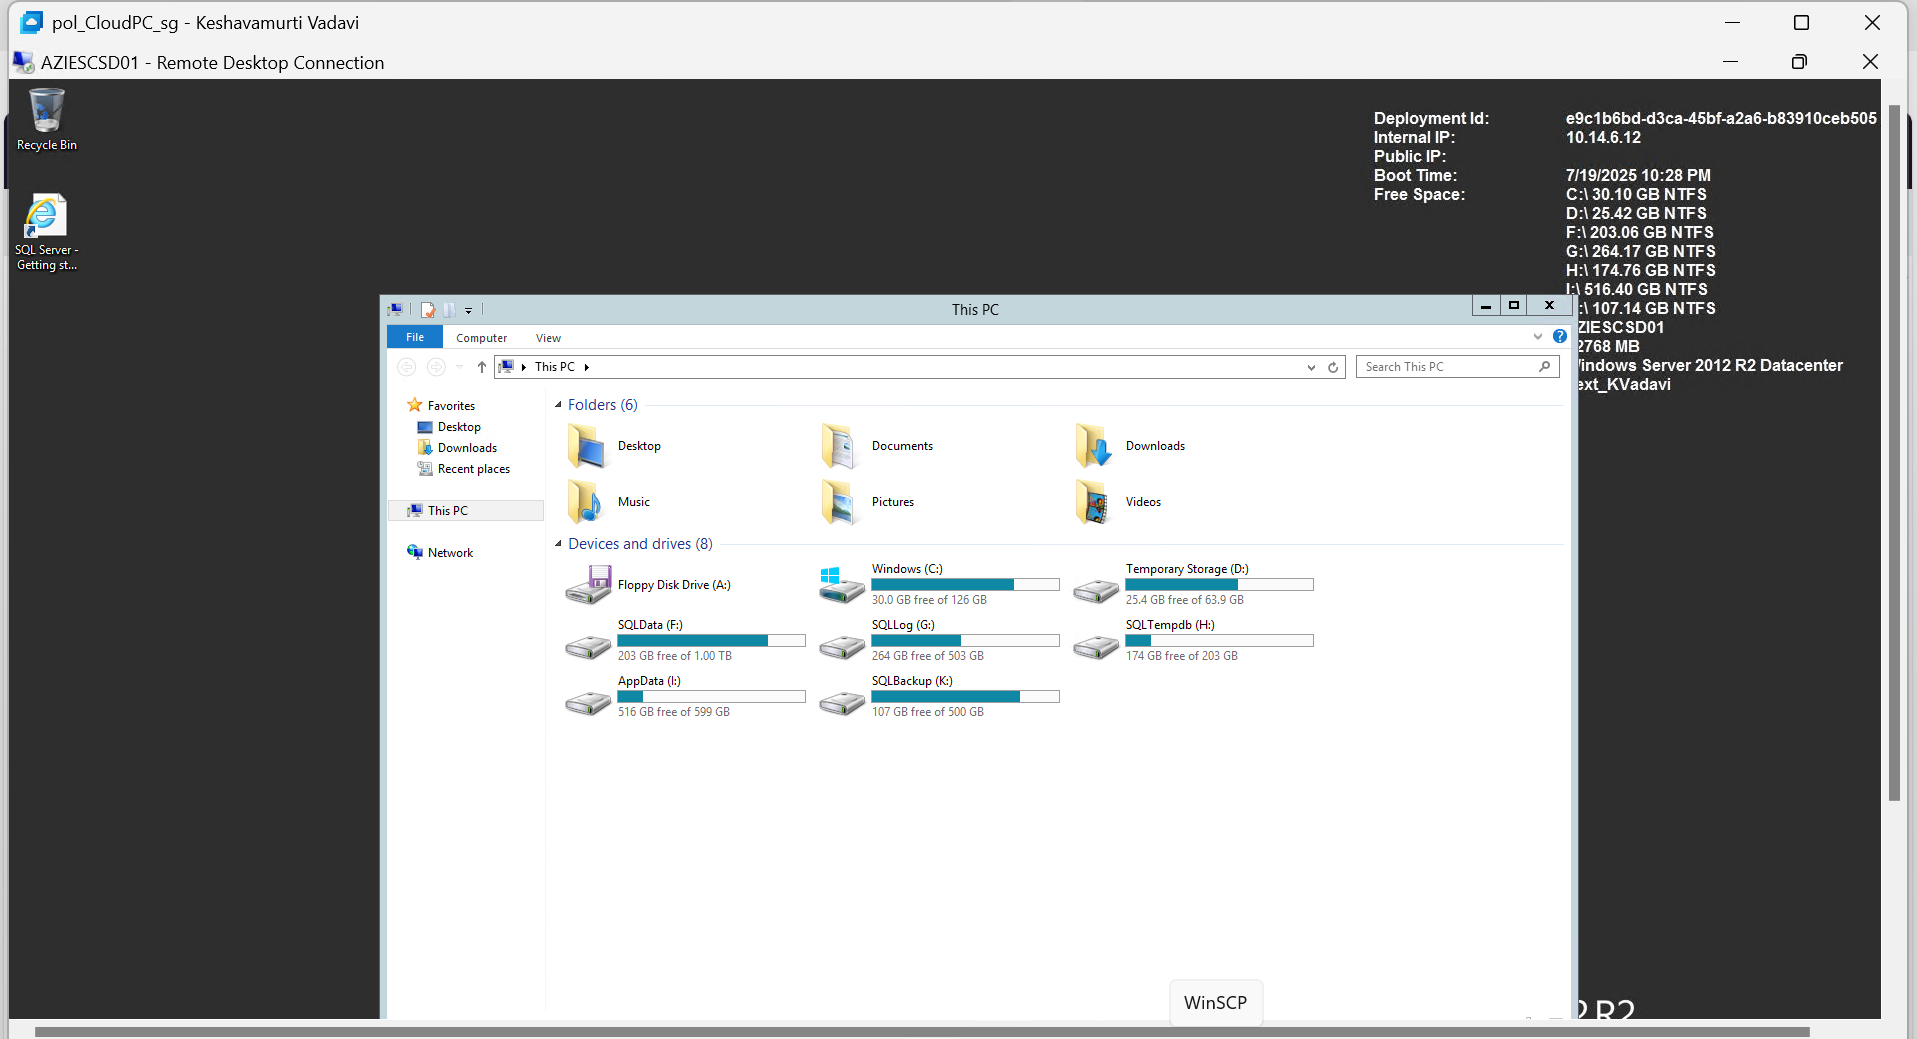 pol_CloudPC_sg - Keshavamurti Vadavi
AZIESCSD01 - Remote Desktop Connection
Recycle Bin
SQL Server -
Getting st...
Deployment Id: e9c1b6bd-d3ca-45bf-a2a6-b83910ceb505
Internal IP: 10.14.6.12
Public IP:
Boot Time: 7/19/2025 10:28 PM
Free Space: C:\ 30.10 GB NTFS
D:\ 25.42 GB NTFS
F:\ 203.06 GB NTFS
G:\ 264.17 GB NTFS
H:\ 174.76 GB NTFS
I:\ 516.40 GB NTFS
:\ 107.14 GB NTFS
ZIESCSD01
2768 MB
indows Server 2012 R2 Datacenter
ext_KVadavi
This PC
File Computer View
This PC
Search This PC
Favorites
Desktop
Downloads
Recent places
This PC
Network
Folders (6)
Desktop Documents Downloads
Music Pictures Videos
Devices and drives (8)
Floppy Disk Drive (A:)
Windows (C:)
30.0 GB free of 126 GB
Temporary Storage (D:)
25.4 GB free of 63.9 GB
SQLData (F:)
203 GB free of 1.00 TB
SQLLog (G:)
264 GB free of 503 GB
SQLTempdb (H:)
174 GB free of 203 GB
AppData (I:)
516 GB free of 599 GB
SQLBackup (K:)
107 GB free of 500 GB
WinSCP
2 R2